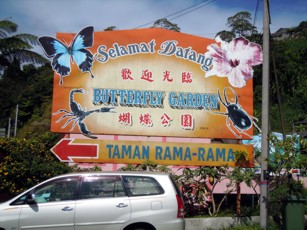 Selamat Datang
歡迎光臨
BUTTERFLY GARDEN
蝴蝶公園
TAMAN RAMA-RAMA